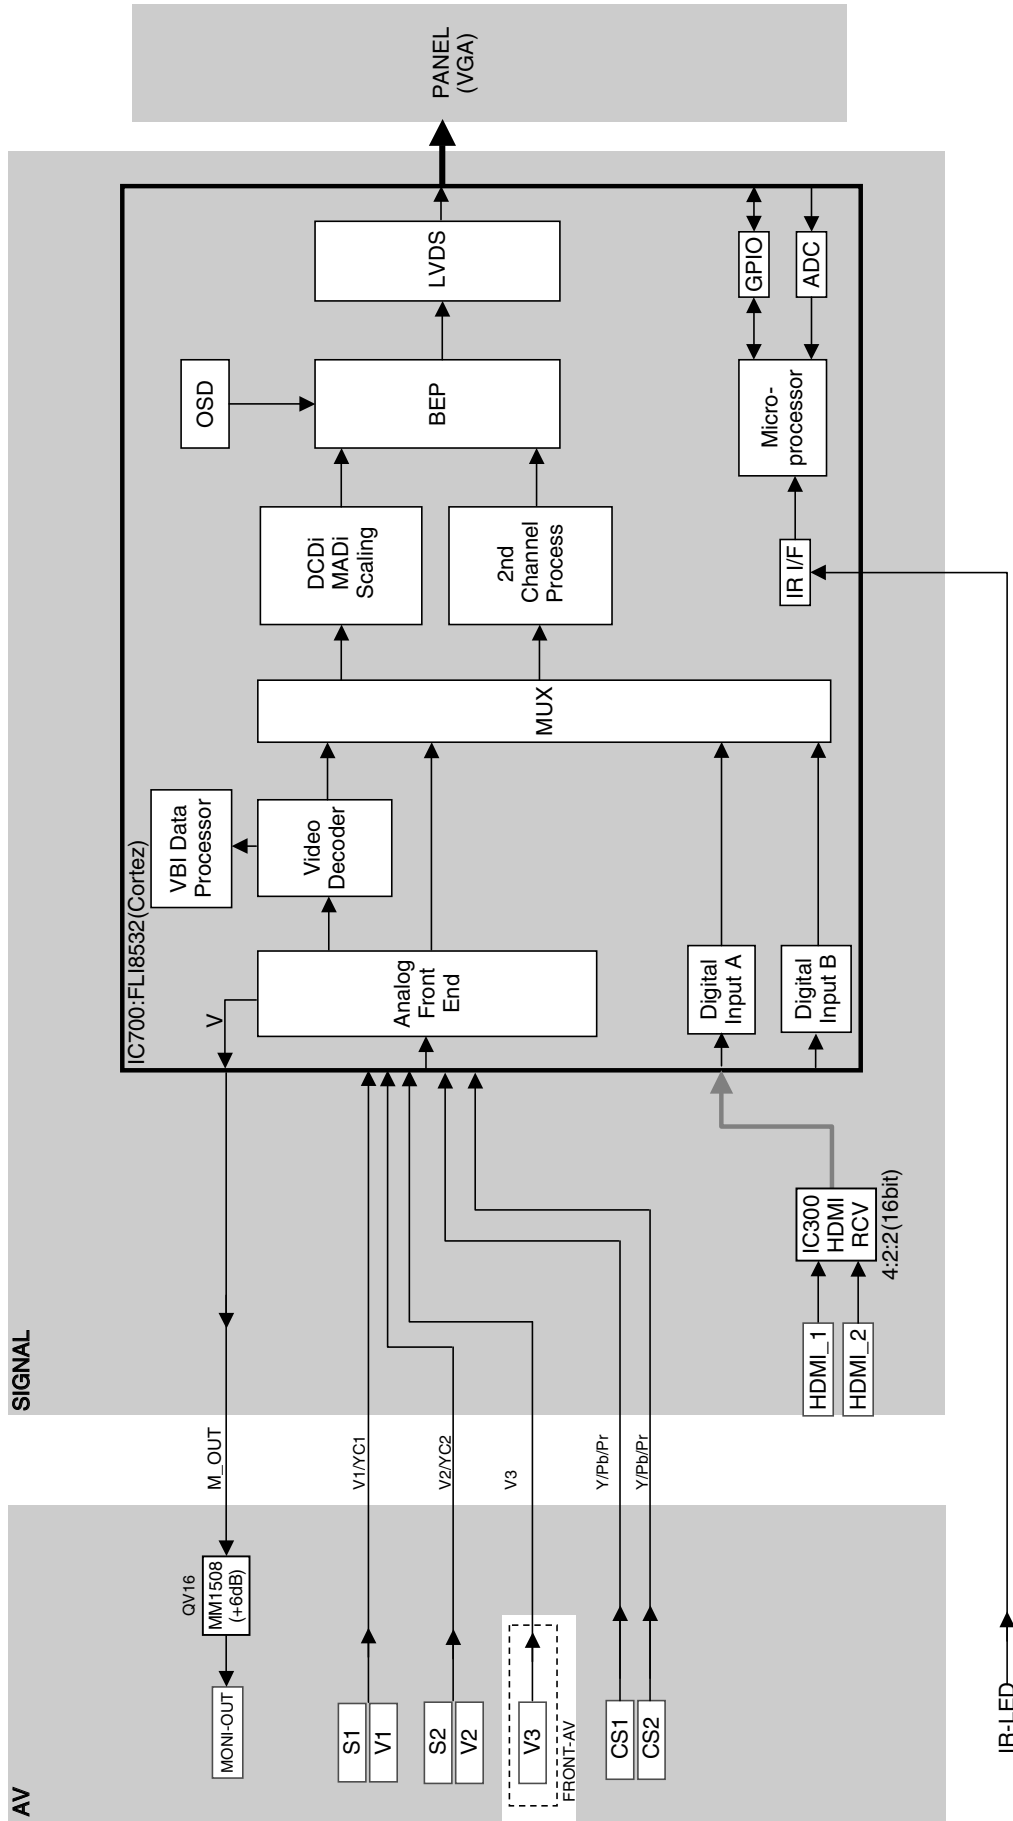 AV
SIGNAL
PANEL
(VGA)
MONI-OUT
QV16
MM1508
(+6dB)
M_OUT
S1
V1
V1/YC1
S2
V2
V2/YC2
V3
FRONT-AV
V3
CS1
CS2
Y/Pb/Pr
Y/Pb/Pr
HDMI_1
HDMI_2
IC300
HDMI
RCV
4:2:2(16bit)
IC700:FLI8532(Cortez)
V
Analog
Front
End
VBI Data
Processor
Video
Decoder
Digital
Input A
Digital
Input B
MUX
DCDi
MADi
Scaling
2nd
Channel
Process
OSD
BEP
LVDS
IR I/F
Micro-
processor
GPIO
ADC
IR-LED